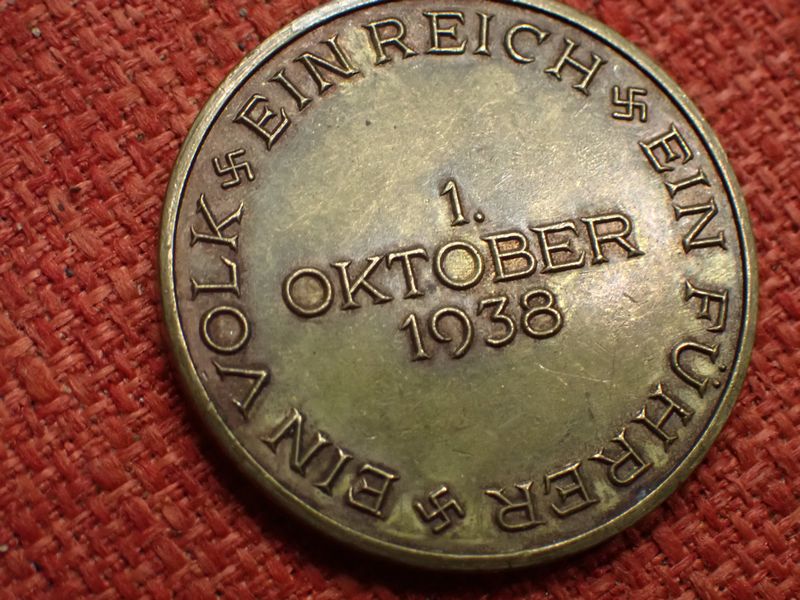 EIN VOLK EIN REICH EIN FÜHRER
1.
OKTOBER
1938